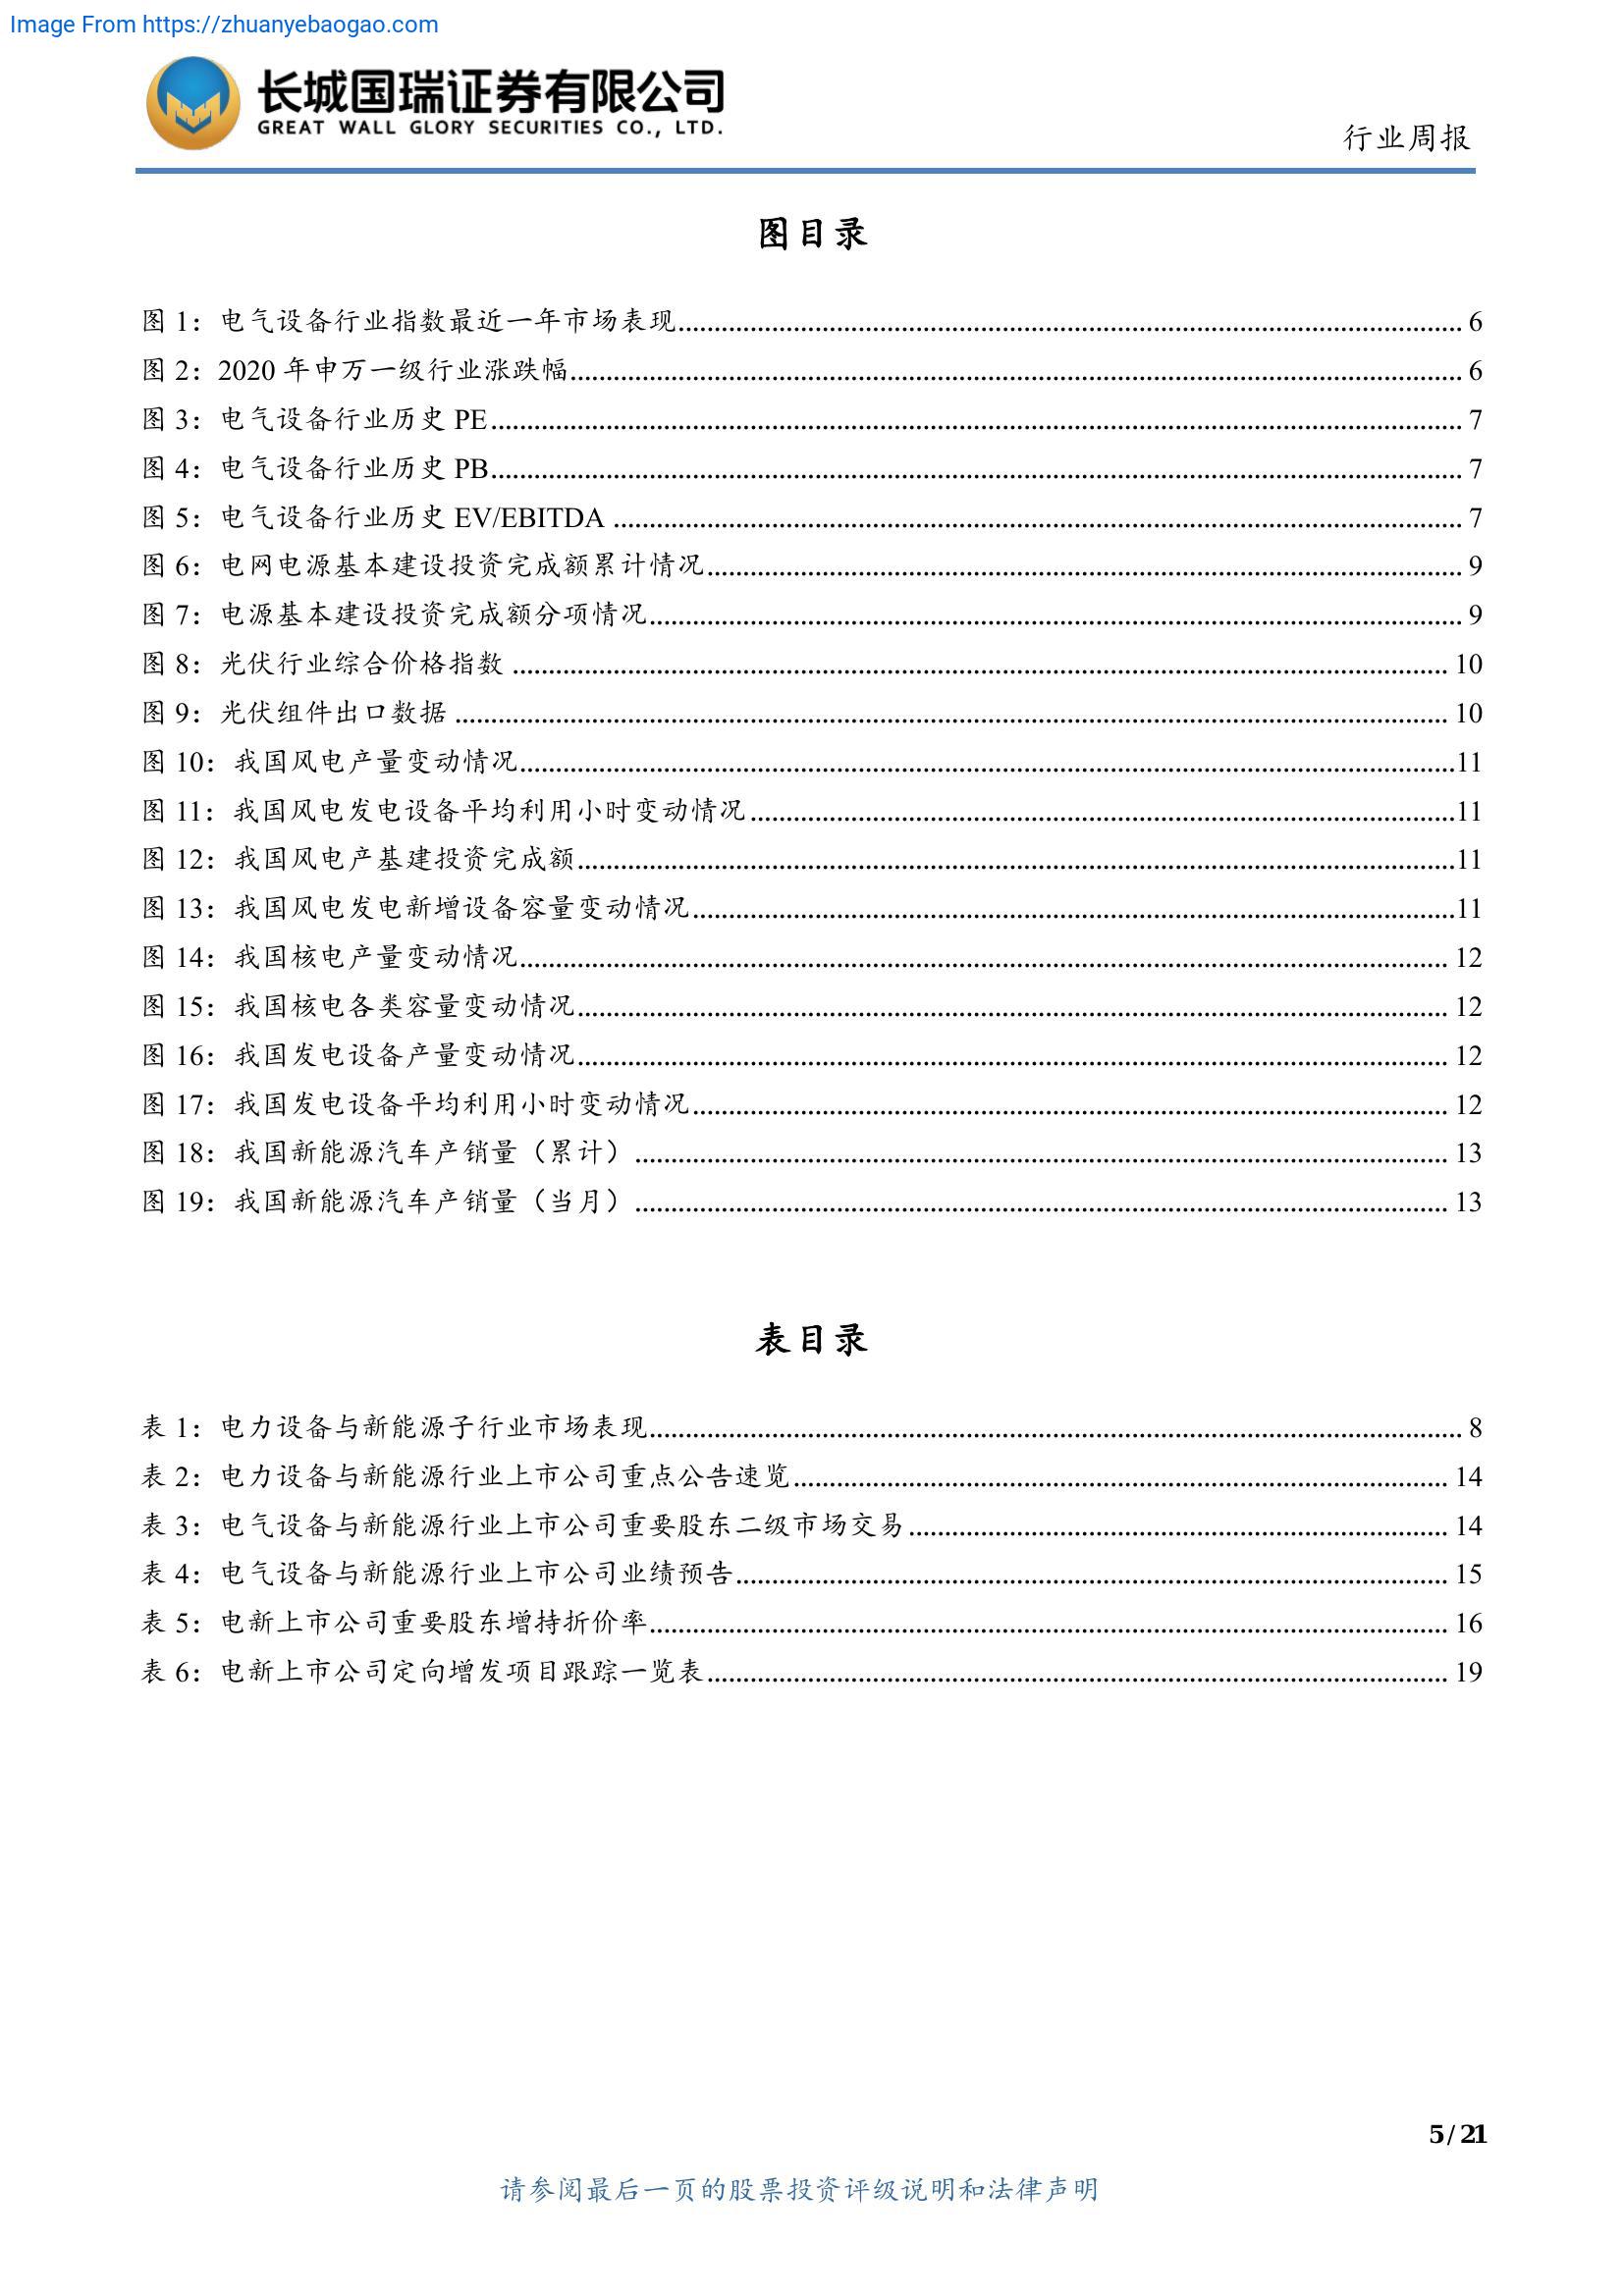 Image From https://zhuanyebaogao.com
长城国瑞证券有限公司
GREAT WALL GLORY SECURITIES CO., LTD.
行业周报
图目录
图 1：电气设备行业指数最近一年市场表现 6
图 2：2020 年申万一级行业涨跌幅 6
图 3：电气设备行业历史 PE 7
图 4：电气设备行业历史 PB 7
图 5：电气设备行业历史 EV/EBITDA 7
图 6：电网电源基本建设投资完成额累计情况 9
图 7：电源基本建设投资完成额分项情况 9
图 8：光伏行业综合价格指数 10
图 9：光伏组件出口数据 10
图 10：我国风电产量变动情况 11
图 11：我国风电发电设备平均利用小时变动情况 11
图 12：我国风电产基建投资完成额 11
图 13：我国风电发电新增设备容量变动情况 11
图 14：我国核电产量变动情况 12
图 15：我国核电各类容量变动情况 12
图 16：我国发电设备产量变动情况 12
图 17：我国发电设备平均利用小时变动情况 12
图 18：我国新能源汽车产销量（累计） 13
图 19：我国新能源汽车产销量（当月） 13
表目录
表 1：电力设备与新能源子行业市场表现 8
表 2：电力设备与新能源行业上市公司重点公告速览 14
表 3：电气设备与新能源行业上市公司重要股东二级市场交易 14
表 4：电气设备与新能源行业上市公司业绩预告 15
表 5：电新上市公司重要股东增持折价率 16
表 6：电新上市公司定向增发项目跟踪一览表 19
5 / 21
请参阅最后一页的股票投资评级说明和法律声明